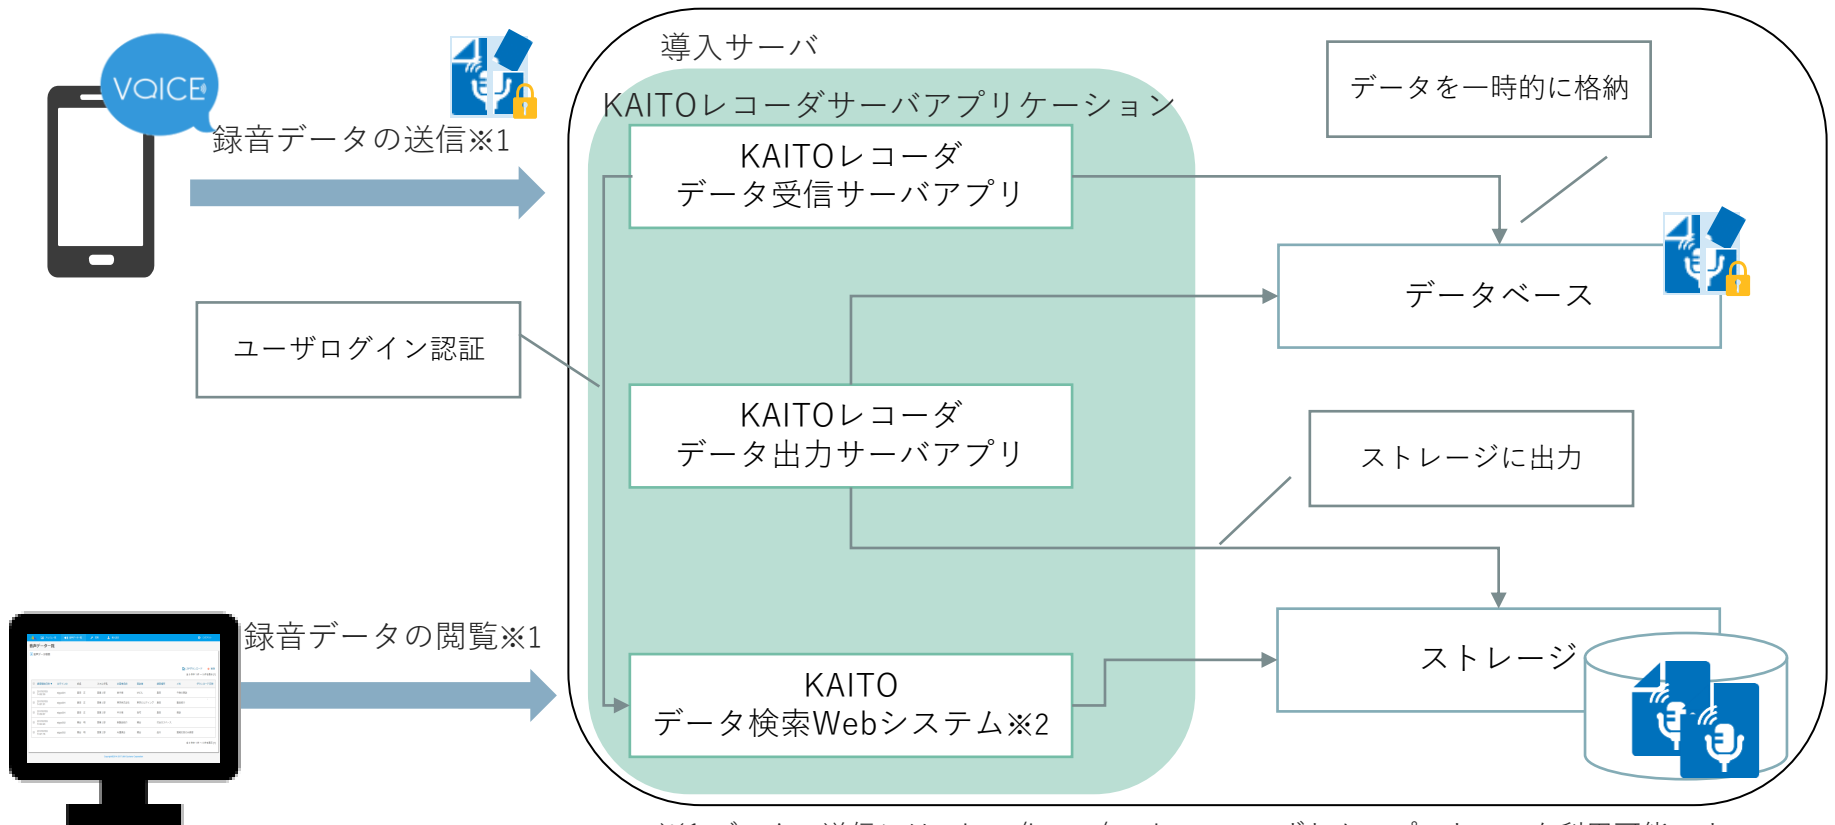 導入サーバ
VOICE
録音データの送信※1
KAITOレコーダサーバアプリケーション
データを一時的に格納
KAITOレコーダ
データ受信サーバアプリ
データベース
ユーザログイン認証
KAITOレコーダ
データ出力サーバアプリ
ストレージに出力
録音データの閲覧※1
ストレージ
KAITO
データ検索Webシステム※2